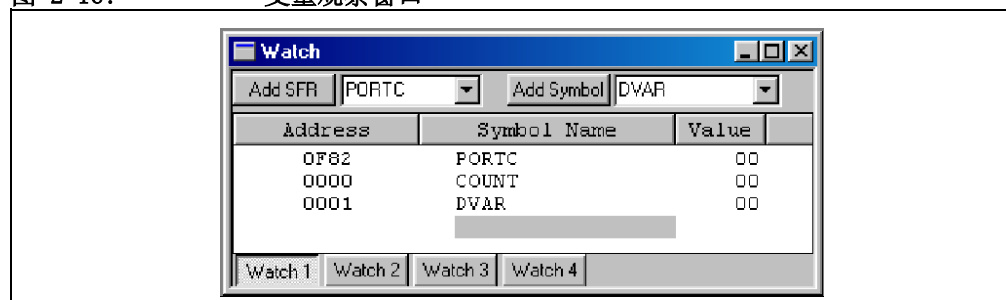 图 2-16: 变量观察窗口
Watch
Add SFR PORTC Add Symbol DVAR
Address Symbol Name Value
0F82 PORTC 00
0000 COUNT 00
0001 DVAR 00
Watch 1 Watch 2 Watch 3 Watch 4